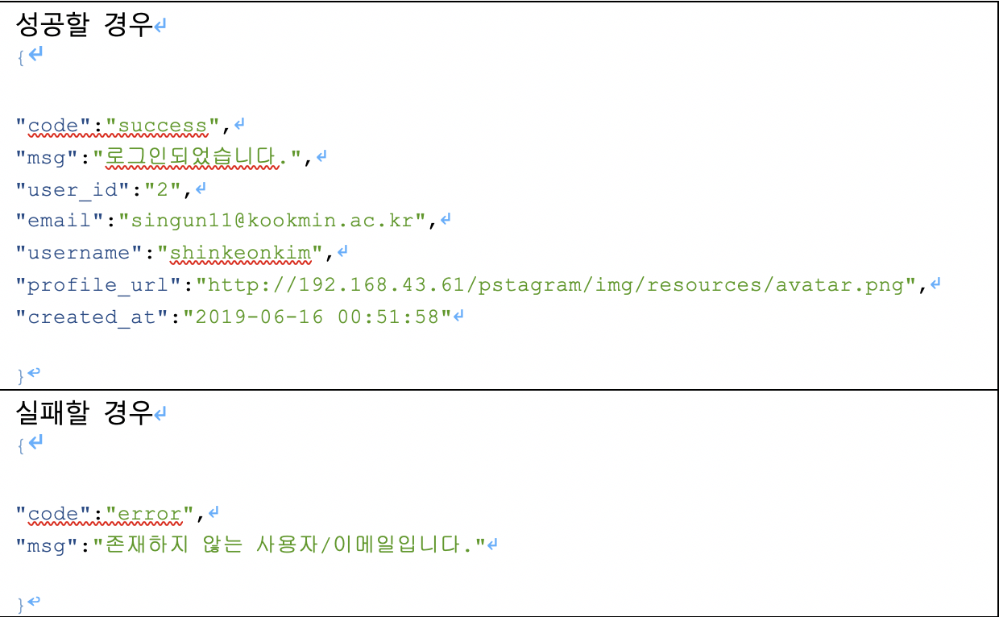 성공할 경우
{
"code":"success",
"msg":"로그인되었습니다.",
"user_id":"2",
"email":"singun11@kookmin.ac.kr",
"username":"shinkeonkim",
"profile_url":"http://192.168.43.61/pstagram/img/resources/avatar.png",
"created_at":"2019-06-16 00:51:58"
}
실패할 경우
{
"code":"error",
"msg":"존재하지 않는 사용자/이메일입니다."
}